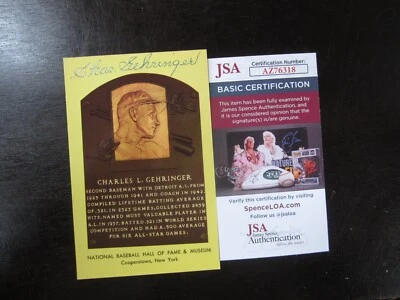 Chas Gehringer
CHARLES L. GEHRINGER
SECOND BASEMAN WITH DETROIT A.L. FROM
1925 THROUGH 1941 AND COACH IN 1942.
COMPILED LIFETIME BATTING AVERAGE
OF .321. IN 2323 GAMES, COLLECTED 2839
HITS. NAMED MOST VALUABLE PLAYER IN
A.L. IN 1937. BATTED .321 IN WORLD SERIES
COMPETITION AND HAD A .500 AVERAGE
FOR SIX ALL-STAR GAMES.
NATIONAL BASEBALL HALL OF FAME & MUSEUM
Cooperstown, New York
JSA
Certification Number:
AZ76318
BASIC CERTIFICATION
This item has been fully examined by
James Spence Authentication, and
it is our considered opinion that the
signature(s) is/are genuine.
Verify this certification by visiting
SpenceLOA.com
Follow us @jsaloa
JSA
James Spence
Authentication